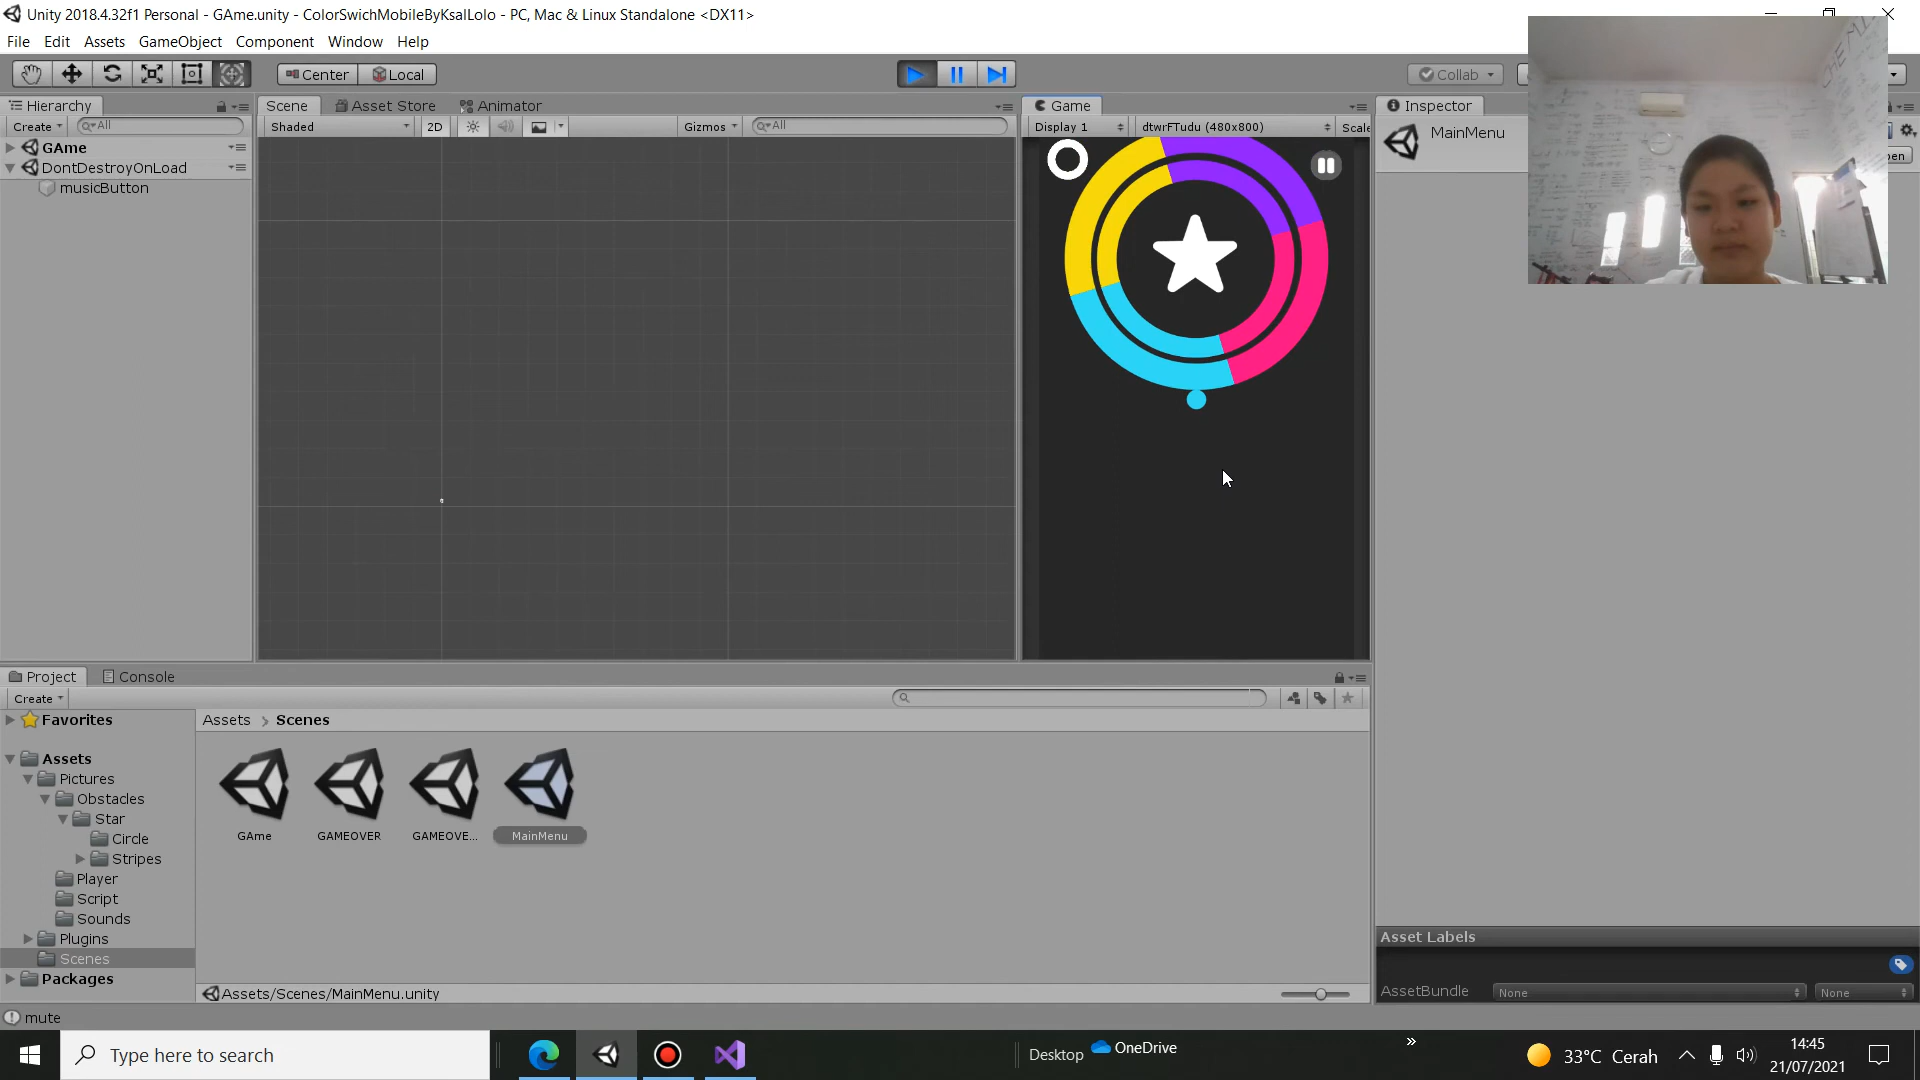 Unity 2018.4.32f1 Personal - GAme.unity - ColorSwichMobileByKsalLolo - PC, Mac & Linux Standalone <DX11>
File Edit Assets GameObject Component Window Help
Center Local
Collab
Hierarchy
Create All
GAme
DontDestroyOnLoad
musicButton
Scene Asset Store Animator
Shaded 2D Gizmos All
Game
Display 1 dtwrFTudu (480x800) Scale
Inspector
MainMenu
Project Console
Create
Favorites
Assets
Pictures
Obstacles
Star
Circle
Stripes
Player
Script
Sounds
Plugins
Scenes
Packages
Assets Scenes
GAme GAMEOVER GAMEOVE... MainMenu
Assets/Scenes/MainMenu.unity
Asset Labels
AssetBundle None None
mute
Type here to search
Desktop OneDrive
33°C Cerah
14:45
21/07/2021